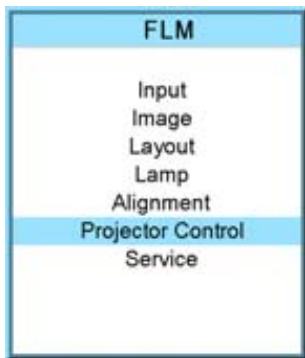 FLM
Input
Image
Layout
Lamp
Alignment
Projector Control
Service